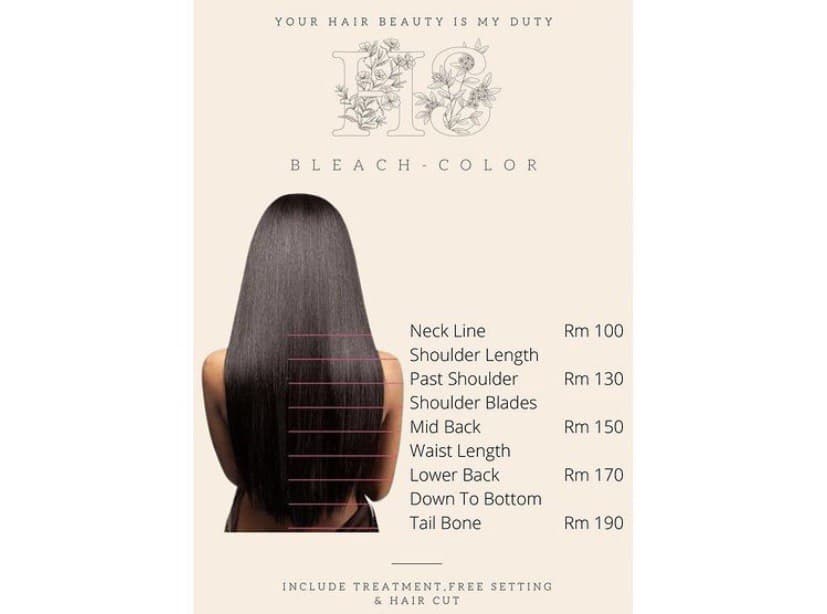 YOUR HAIR BEAUTY IS MY DUTY
HS
BLEACH-COLOR
Neck Line Rm 100
Shoulder Length
Past Shoulder Rm 130
Shoulder Blades
Mid Back Rm 150
Waist Length
Lower Back Rm 170
Down To Bottom
Tail Bone Rm 190
INCLUDE TREATMENT,FREE SETTING
& HAIR CUT